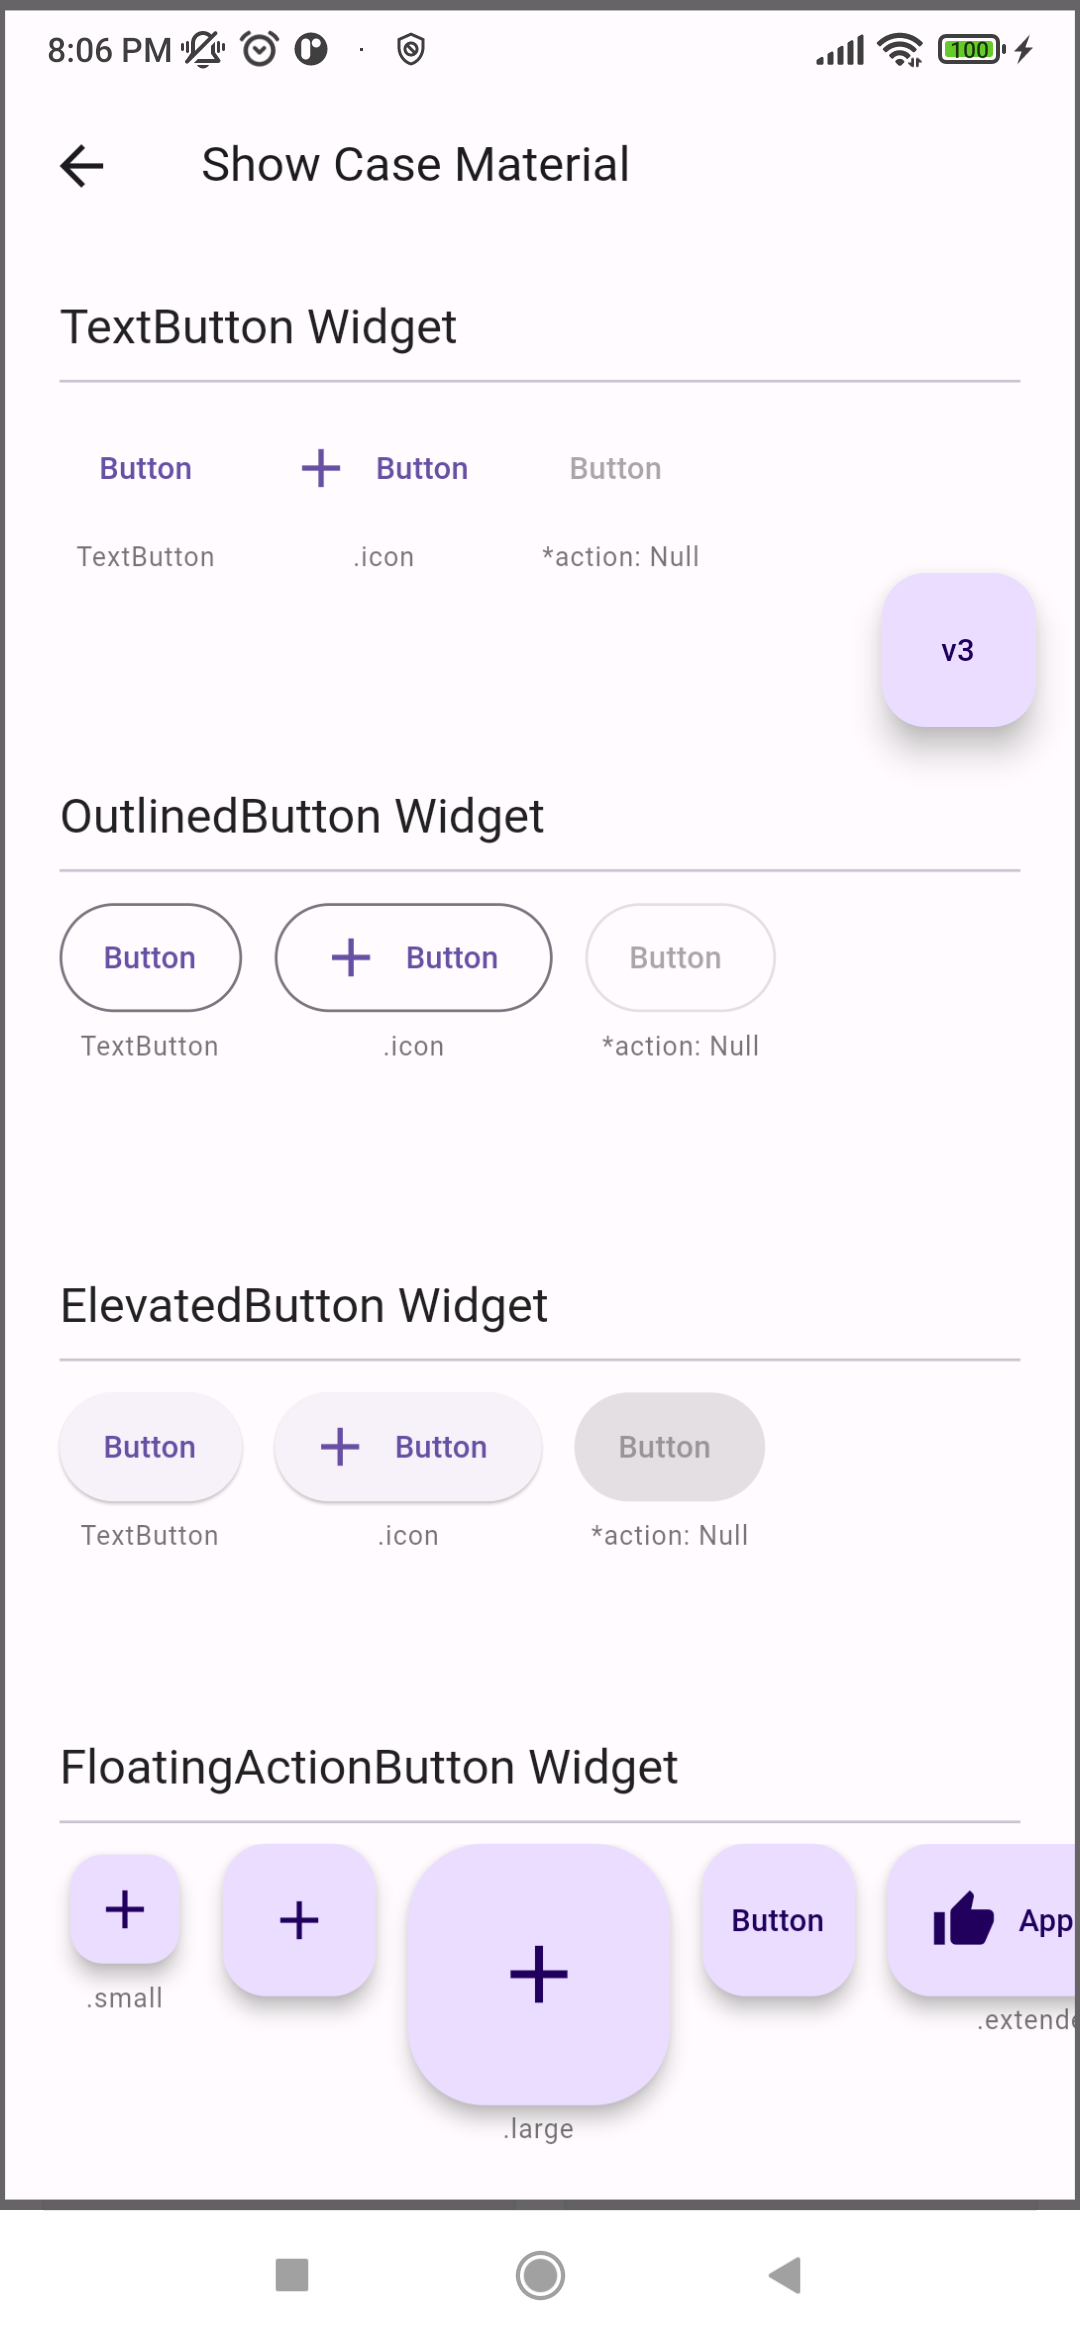 8:06 PM
100
Show Case Material
TextButton Widget
Button Button Button
TextButton .icon *action: Null
v3
OutlinedButton Widget
Button Button Button
TextButton .icon *action: Null
ElevatedButton Widget
Button Button Button
TextButton .icon *action: Null
FloatingActionButton Widget
Button App
.small
.extende
.large